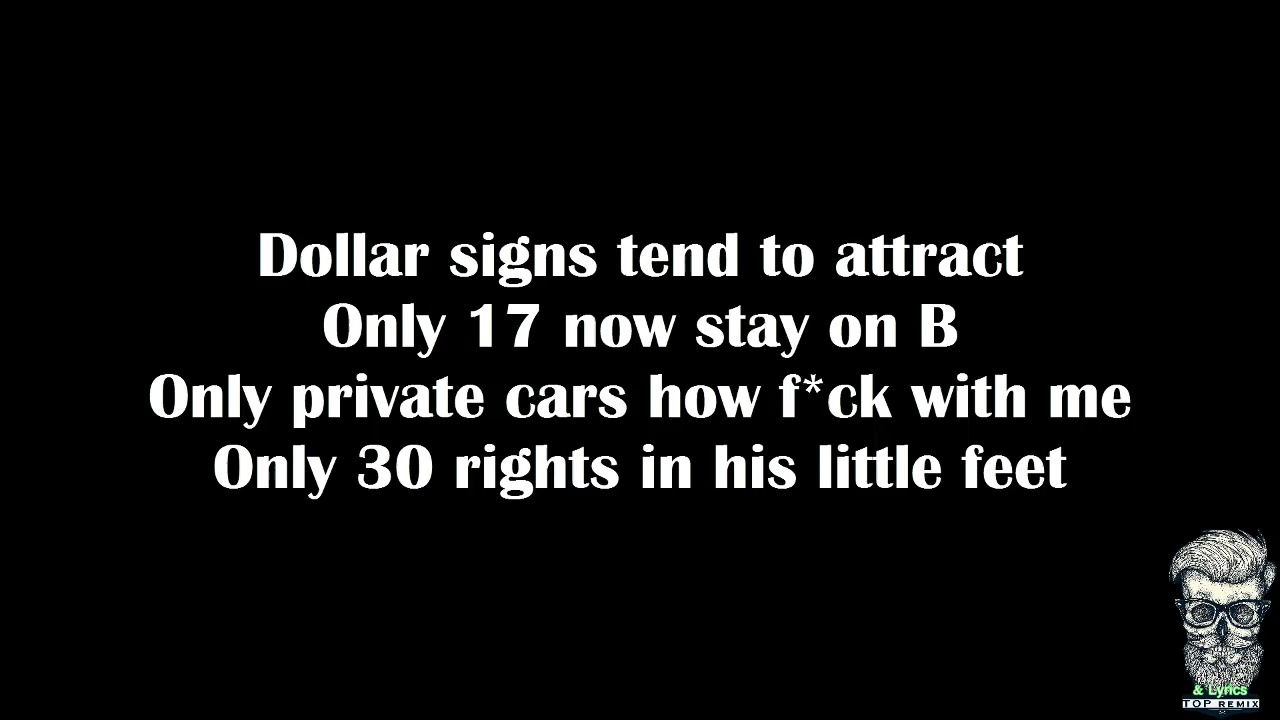 Dollar signs tend to attract
Only 17 now stay on B
Only private cars how f*ck with me
Only 30 rights in his little feet
& Lyrics
TOP REMIX